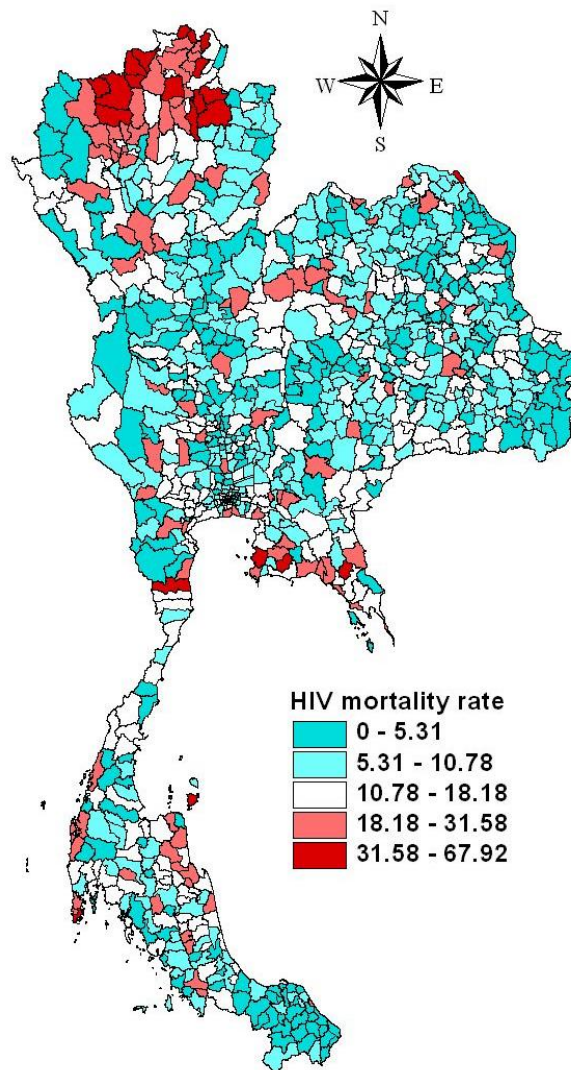 N
W E
S
HIV mortality rate
0 - 5.31
5.31 - 10.78
10.78 - 18.18
18.18 - 31.58
31.58 - 67.92